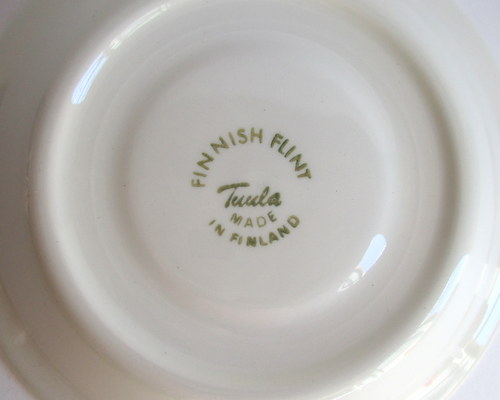 FINNISH FLINT
Tuula
MADE
IN FINLAND